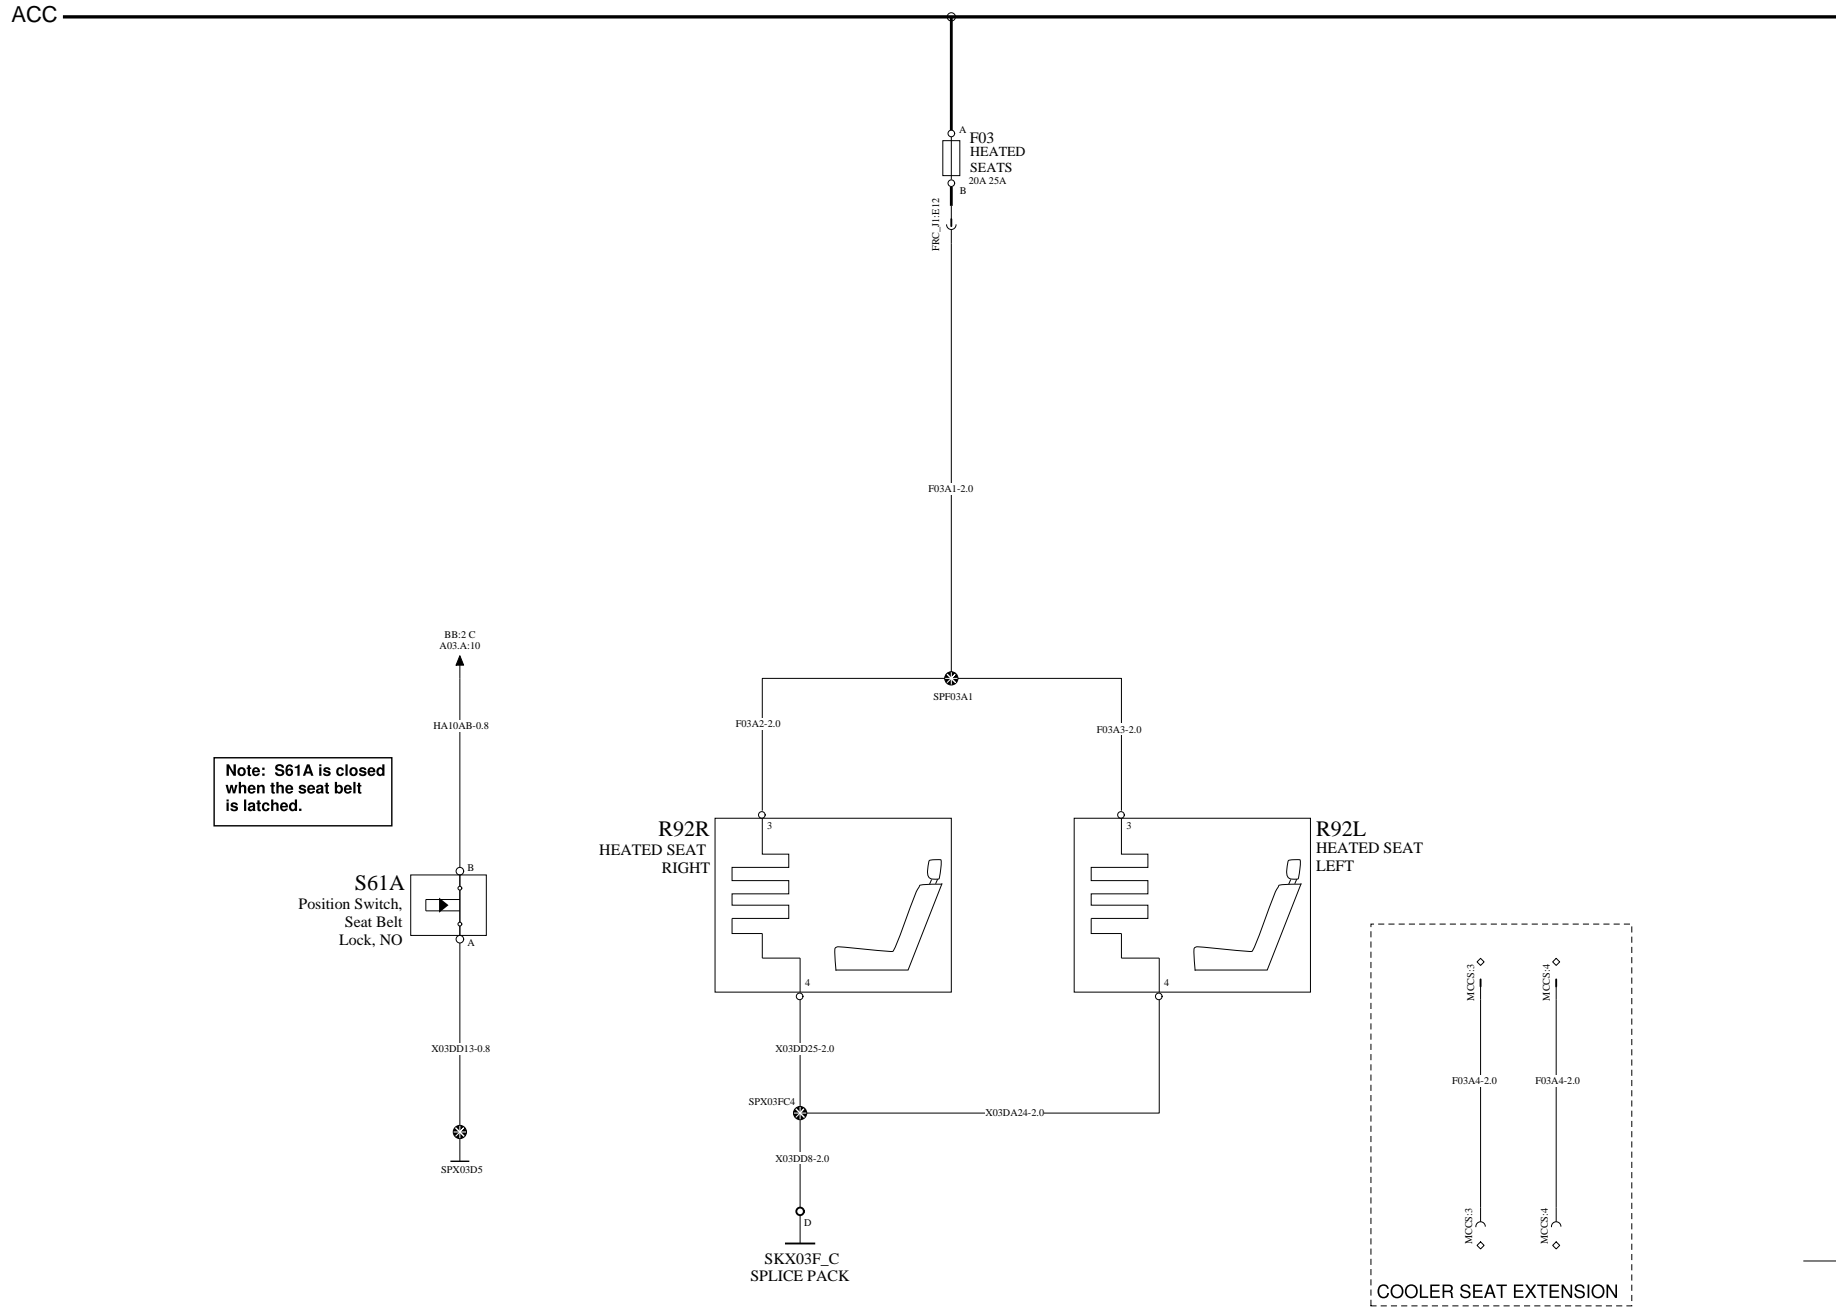 ACC
A
F03
HEATED
SEATS
20A 25A
B
FRC_J1:E12
F03A1-2.0
BB:2 C
A03.A:10
SPF03A1
HA10AB-0.8
F03A2-2.0
F03A3-2.0
Note: S61A is closed
when the seat belt
is latched.
R92R
HEATED SEAT
RIGHT
3
3
R92L
HEATED SEAT
LEFT
B
S61A
Position Switch,
Seat Belt
Lock, NO
A
4
4
MCCS:3
MCCS:4
X03DD13-0.8
X03DD25-2.0
F03A4-2.0
F03A4-2.0
SPX03FC4
X03DA24-2.0
X03DD8-2.0
SPX03D5
D
MCCS:3
MCCS:4
SKX03F_C
SPLICE PACK
COOLER SEAT EXTENSION